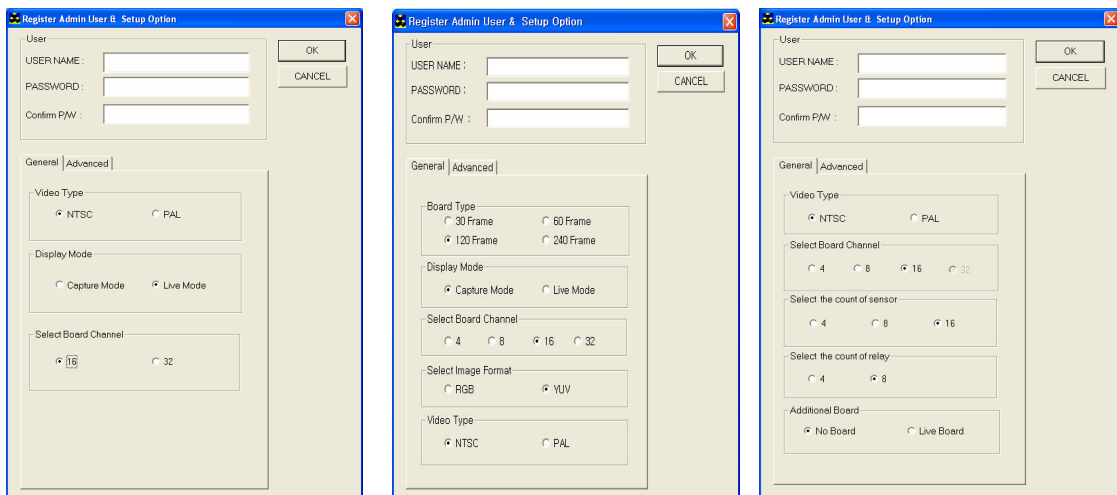 Register Admin User & Setup Option
User
USER NAME :
PASSWORD :
Confirm P/W :
OK
CANCEL
General Advanced
Video Type
NTSC PAL
Display Mode
Capture Mode Live Mode
Select Board Channel
16 32
Register Admin User & Setup Option
User
USER NAME :
PASSWORD :
Confirm P/W :
OK
CANCEL
General Advanced
Board Type
30 Frame 60 Frame
120 Frame 240 Frame
Display Mode
Capture Mode Live Mode
Select Board Channel
4 8 16 32
Select Image Format
RGB YUV
Video Type
NTSC PAL
Register Admin User & Setup Option
User
USER NAME :
PASSWORD :
Confirm P/W :
OK
CANCEL
General Advanced
Video Type
NTSC PAL
Select Board Channel
4 8 16 32
Select the count of sensor
4 8 16
Select the count of relay
4 8
Additional Board
No Board Live Board